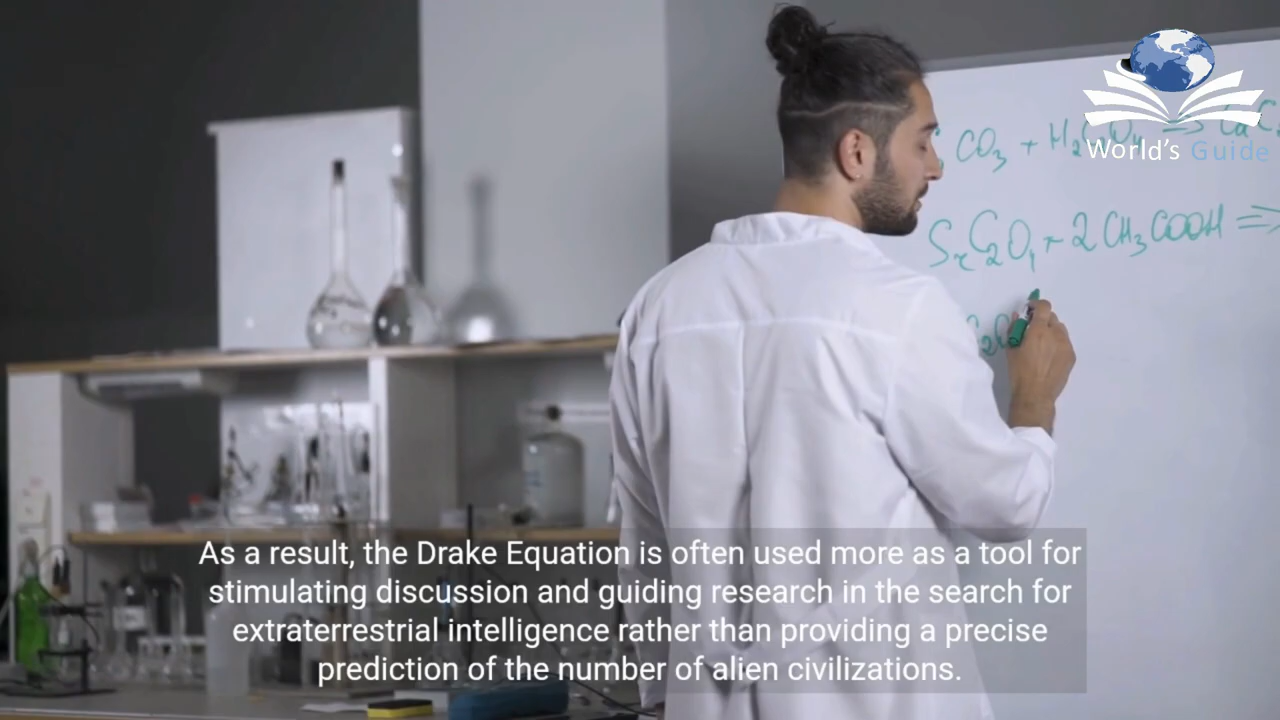 World's Guide
CO₃ + H₂
2 CH₃COOH =>
As a result, the Drake Equation is often used more as a tool for
stimulating discussion and guiding research in the search for
extraterrestrial intelligence rather than providing a precise
prediction of the number of alien civilizations.